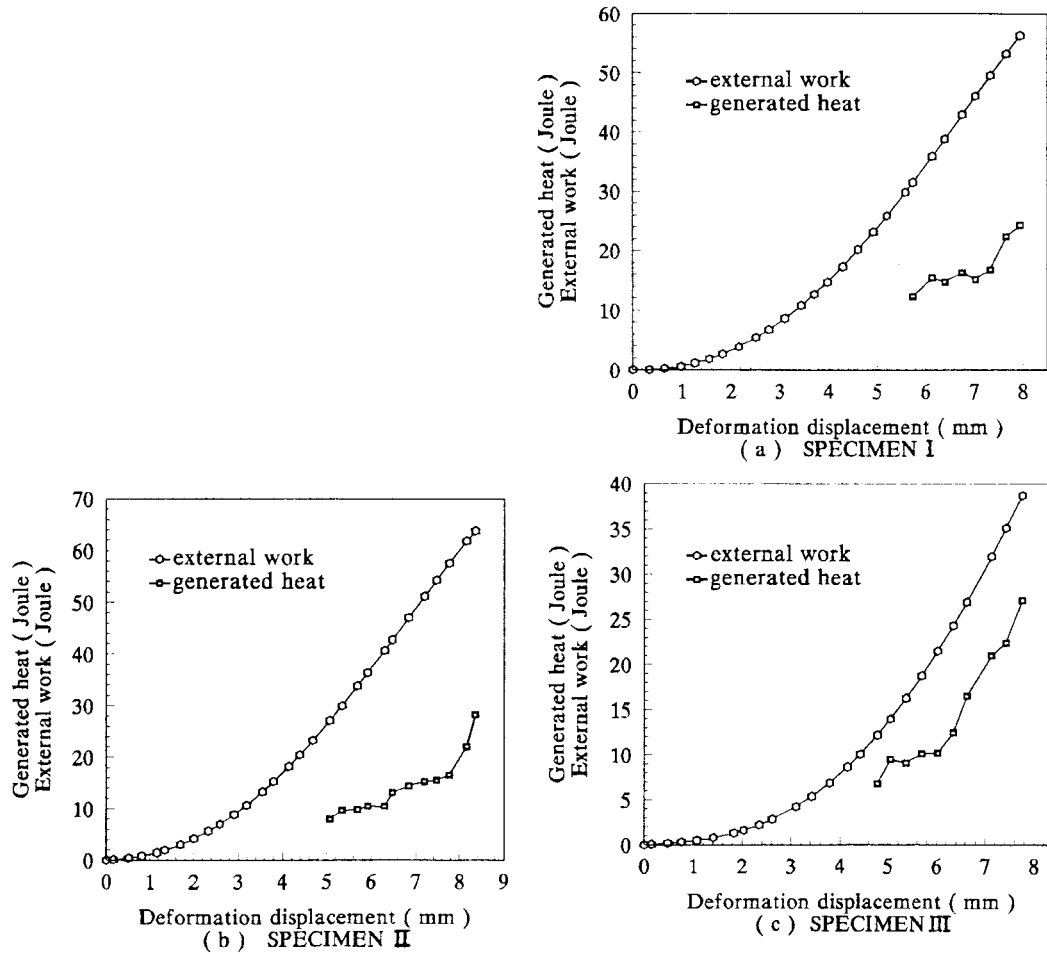 60
50
40
30
20
10
0
Generated heat ( Joule )
External work ( Joule )
external work
generated heat
0 1 2 3 4 5 6 7 8
Deformation displacement ( mm )
( a ) SPECIMEN I
70
60
50
40
30
20
10
0
Generated heat ( Joule )
External work ( Joule )
external work
generated heat
0 1 2 3 4 5 6 7 8 9
Deformation displacement ( mm )
( b ) SPECIMEN II
40
35
30
25
20
15
10
5
0
Generated heat ( Joule )
External work ( Joule )
external work
generated heat
0 1 2 3 4 5 6 7 8
Deformation displacement ( mm )
( c ) SPECIMEN III